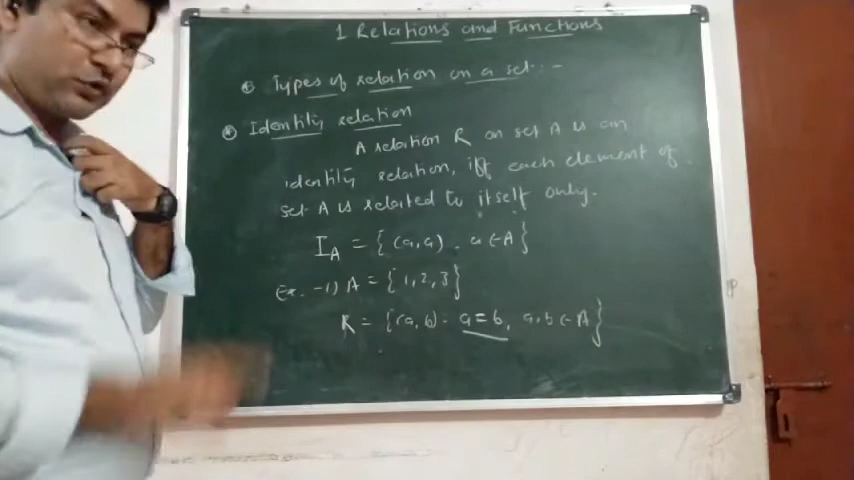 1 Relations and Functions
* Types of relation on a set :-
* Identity relation
A relation R on set A is an
identity relation, iff each element of
set A is related to itself only.
I_A = {(a,a) : a ∈ A}
Ex. -1) A = {1,2,3}
R = {(a,b) : a=b, a,b ∈ A}